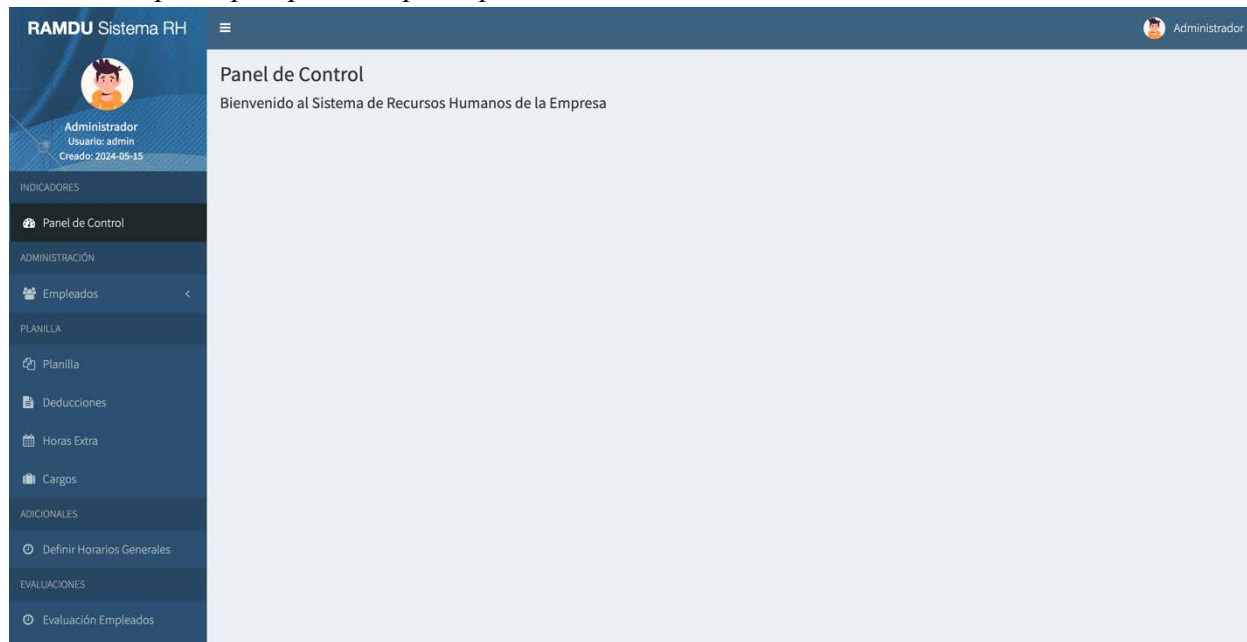 RAMDU Sistema RH
Administrador
Panel de Control
Bienvenido al Sistema de Recursos Humanos de la Empresa
Administrador
Usuario: admin
Creado: 2024-05-15
INDICADORES
Panel de Control
ADMINISTRACIÓN
Empleados
PLANILLA
Planilla
Deducciones
Horas Extra
Cargos
ADICIONALES
Definir Horarios Generales
EVALUACIONES
Evaluación Empleados